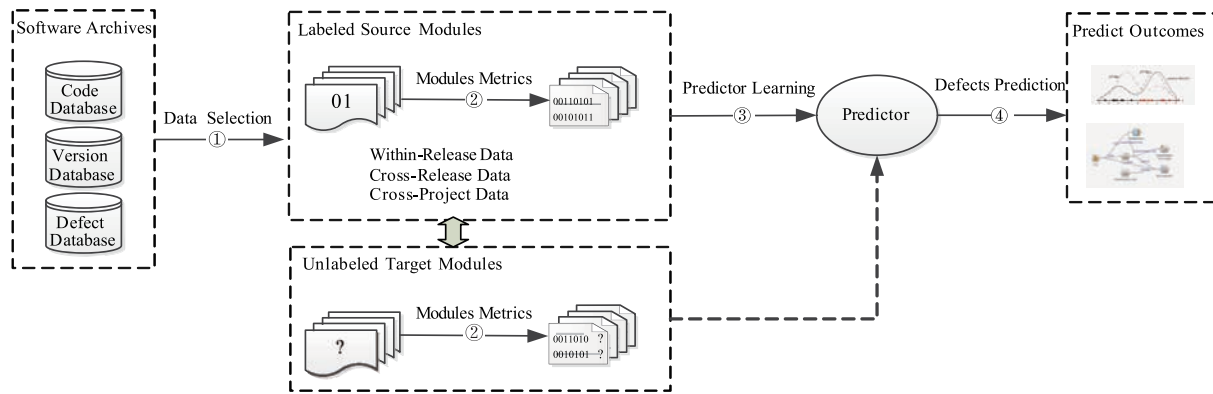 Software Archives
Code
Database
Version
Database
Defect
Database
Data Selection
①
Labeled Source Modules
01
Modules Metrics
②
00110101
00101011
Within-Release Data
Cross-Release Data
Cross-Project Data
Unlabeled Target Modules
?
Modules Metrics
②
0011010 ?
0010101 ?
Predictor Learning
③
Predictor
Defects Prediction
④
Predict Outcomes